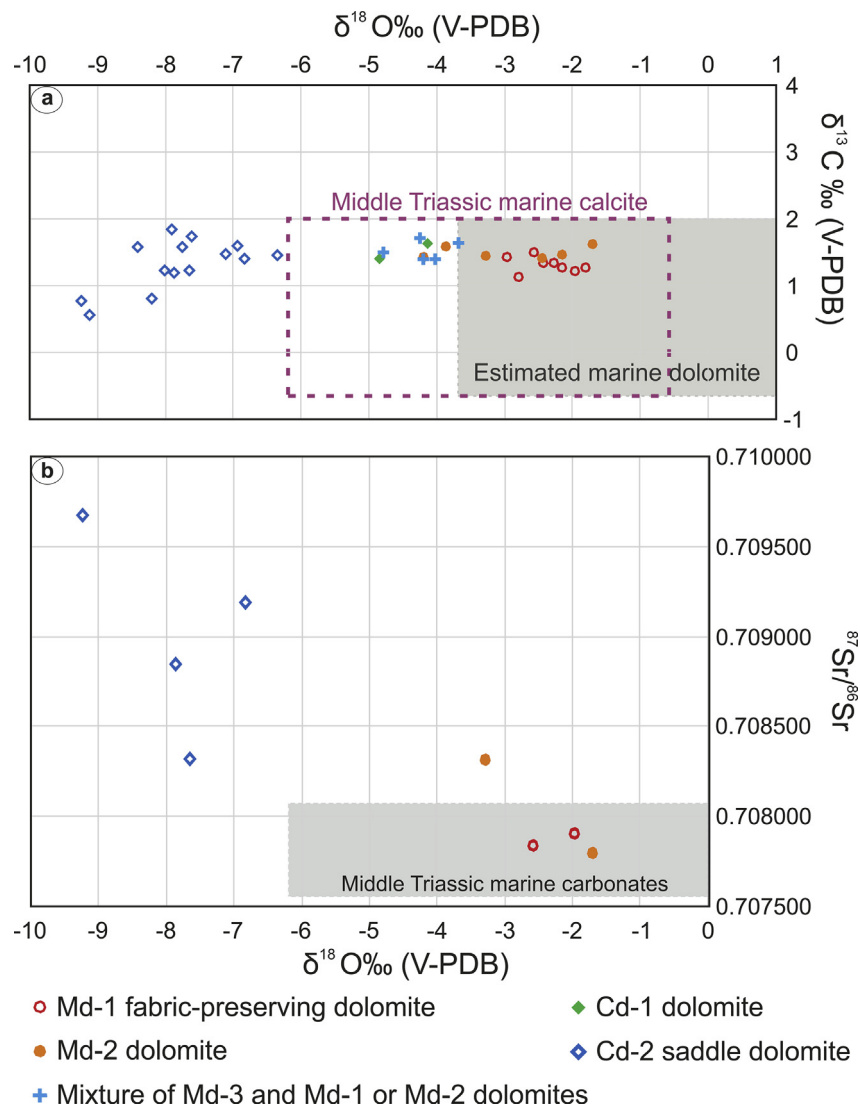 δ18 O‰ (V-PDB)
-10 -9 -8 -7 -6 -5 -4 -3 -2 -1 0 1
a
4
3
2
1
0
-1
δ13 C ‰ (V-PDB)
Middle Triassic marine calcite
Estimated marine dolomite
b
0.710000
0.709500
0.709000
0.708500
0.708000
0.707500
87Sr/86Sr
Middle Triassic marine carbonates
-10 -9 -8 -7 -6 -5 -4 -3 -2 -1 0
δ18 O‰ (V-PDB)
Md-1 fabric-preserving dolomite
Cd-1 dolomite
Md-2 dolomite
Cd-2 saddle dolomite
Mixture of Md-3 and Md-1 or Md-2 dolomites